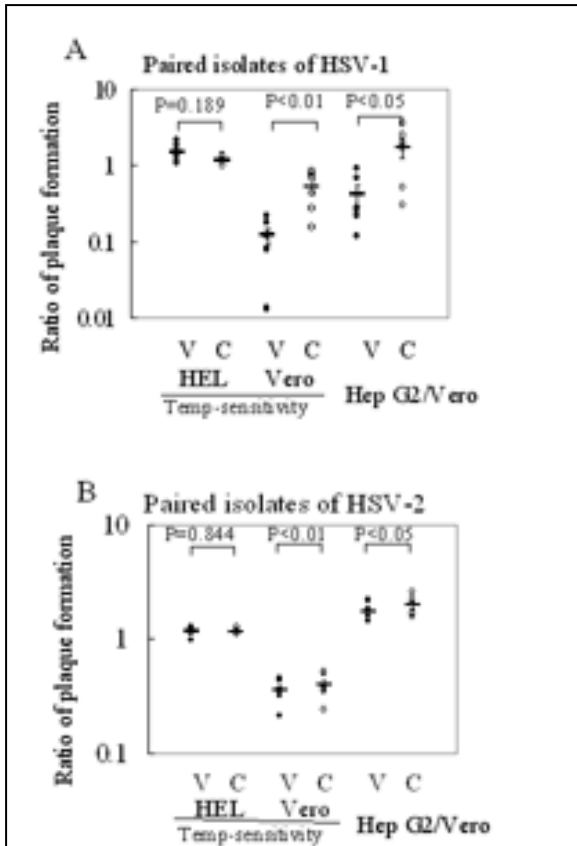 A
Paired isolates of HSV-1
Ratio of plaque formation
10
1
0.1
0.01
P=0.189 P<0.01 P<0.05
V C V C V C
HEL Vero Hep G2/Vero
Temp-sensitivity
B
Paired isolates of HSV-2
Ratio of plaque formation
10
1
0.1
P=0.844 P<0.01 P<0.05
V C V C V C
HEL Vero Hep G2/Vero
Temp-sensitivity